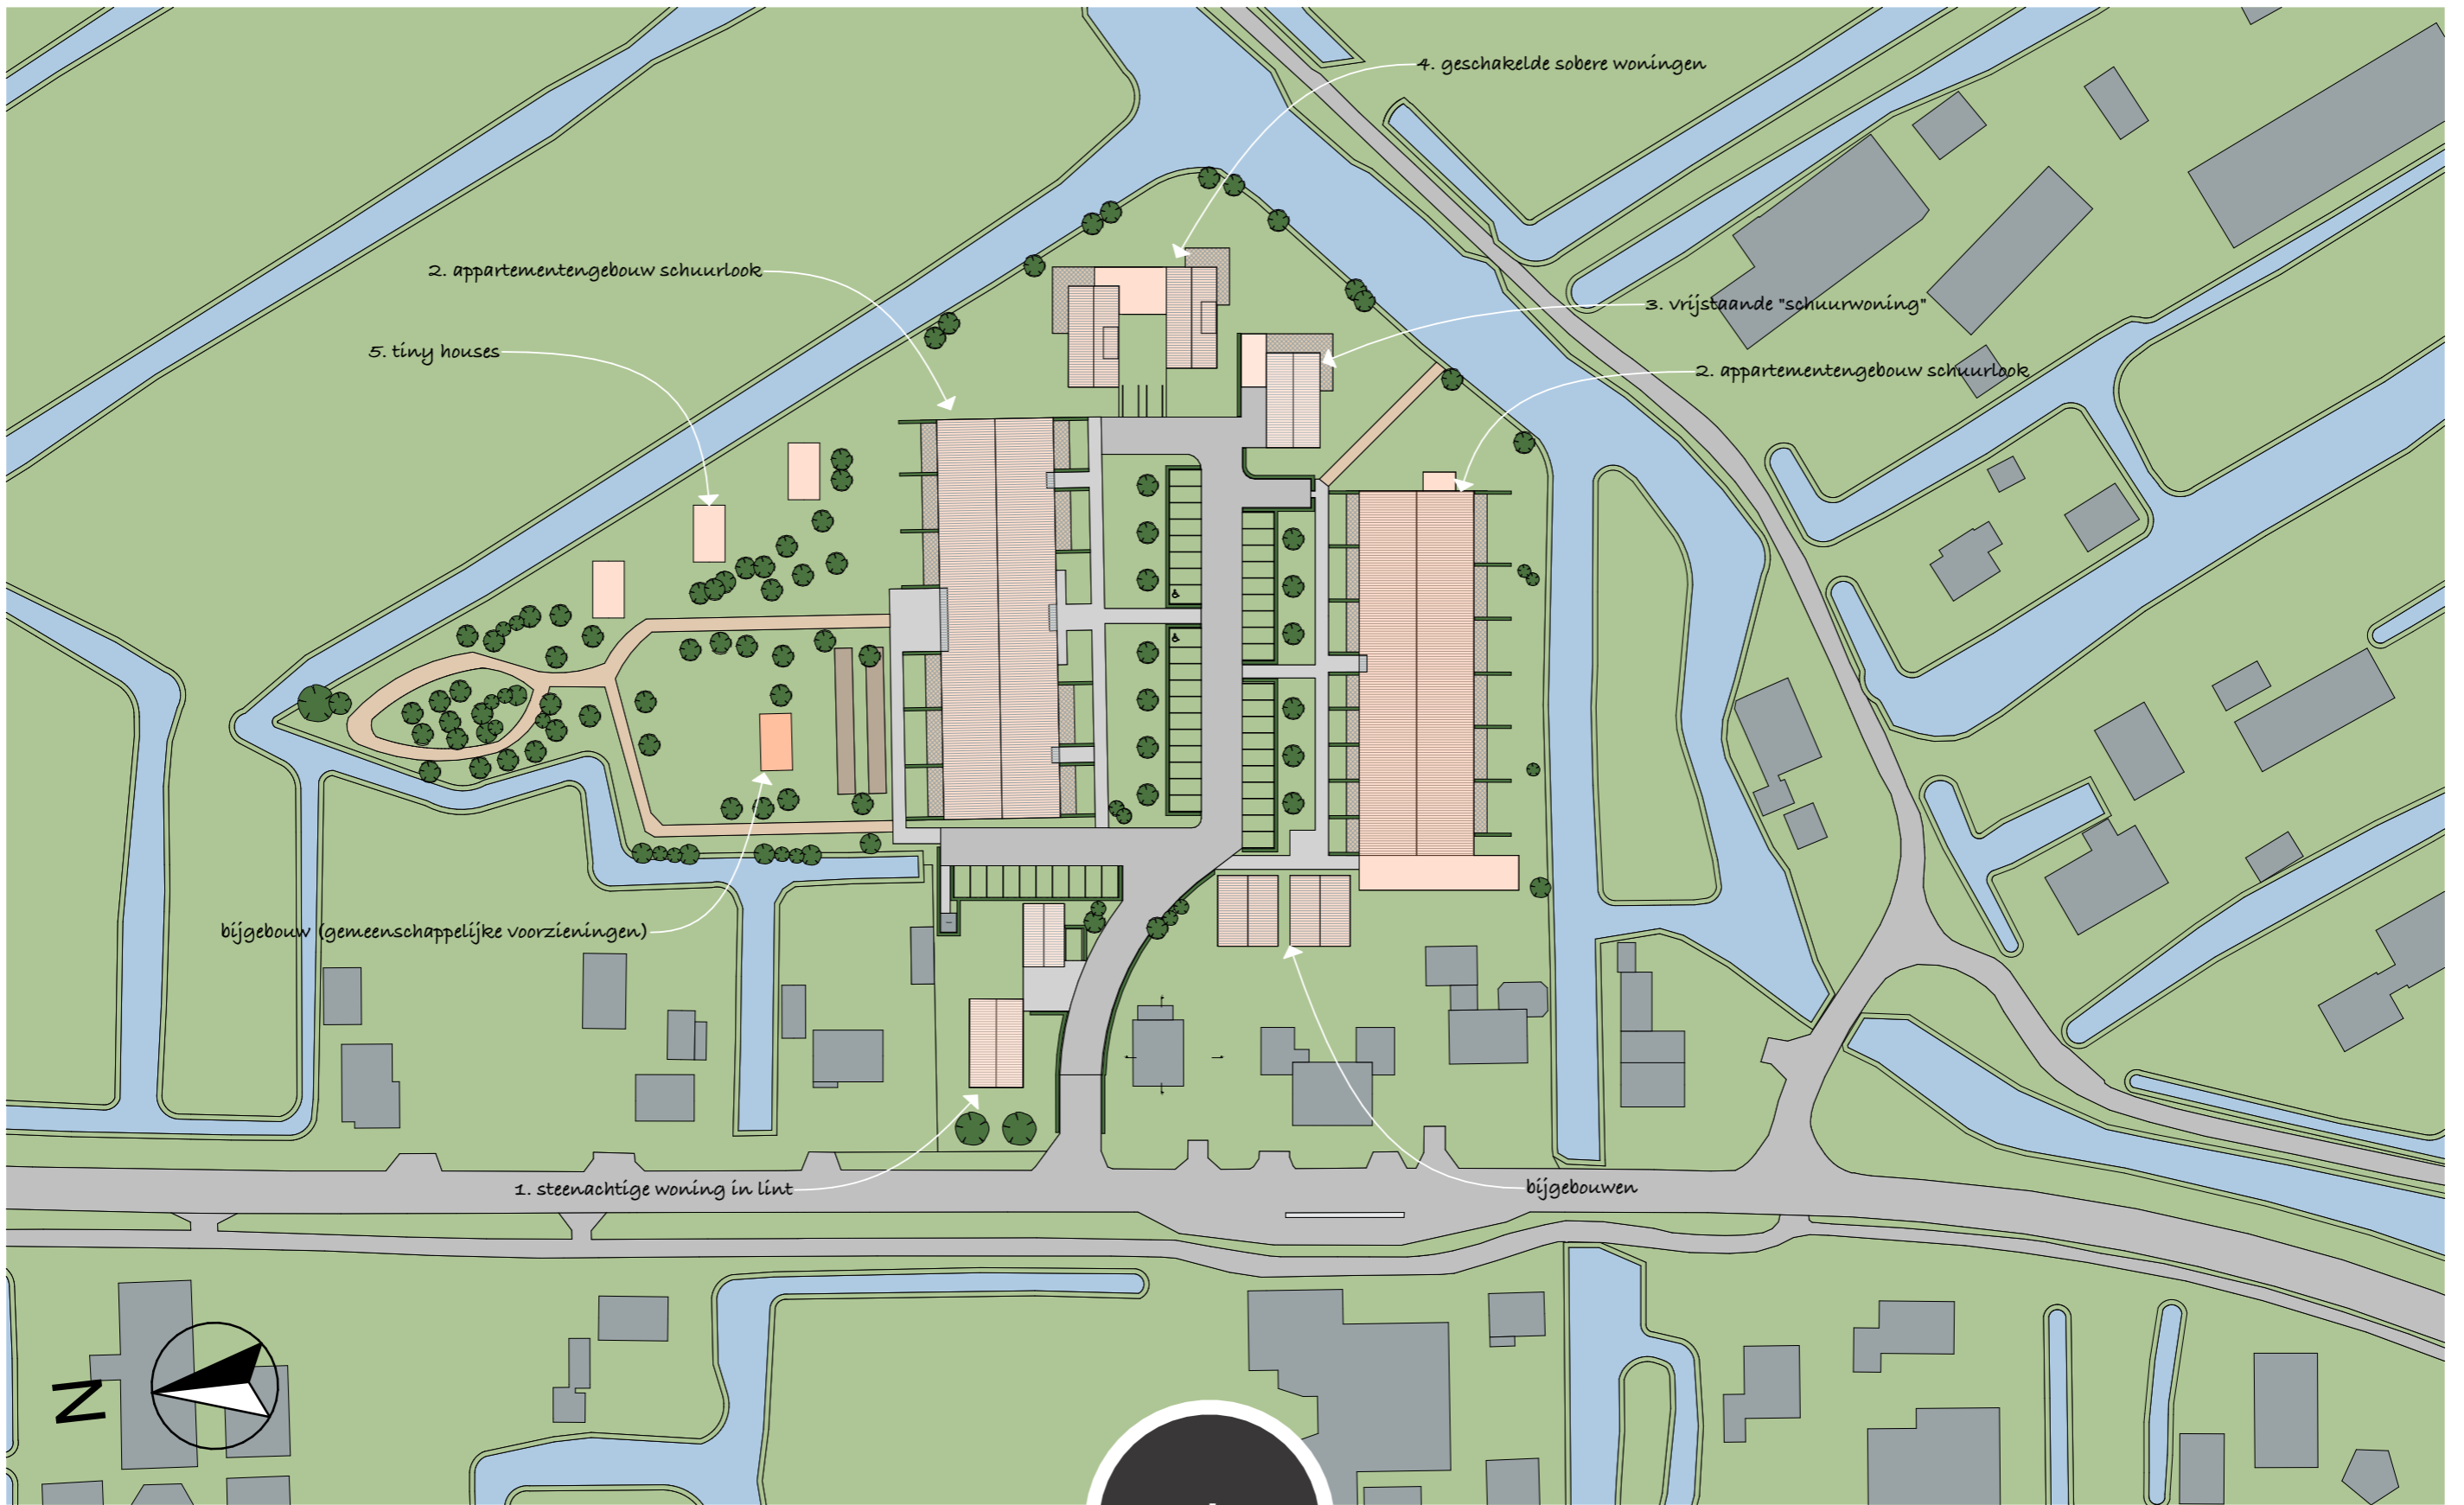 4. geschakelde sobere woningen
2. appartementengebouw schuurlook
3. vrijstaande "schuurwoning"
5. tiny houses
2. appartementengebouw schuurlook
bijgebouw (gemeenschappelijke voorzieningen)
1. steenachtige woning in lint
bijgebouwen
N